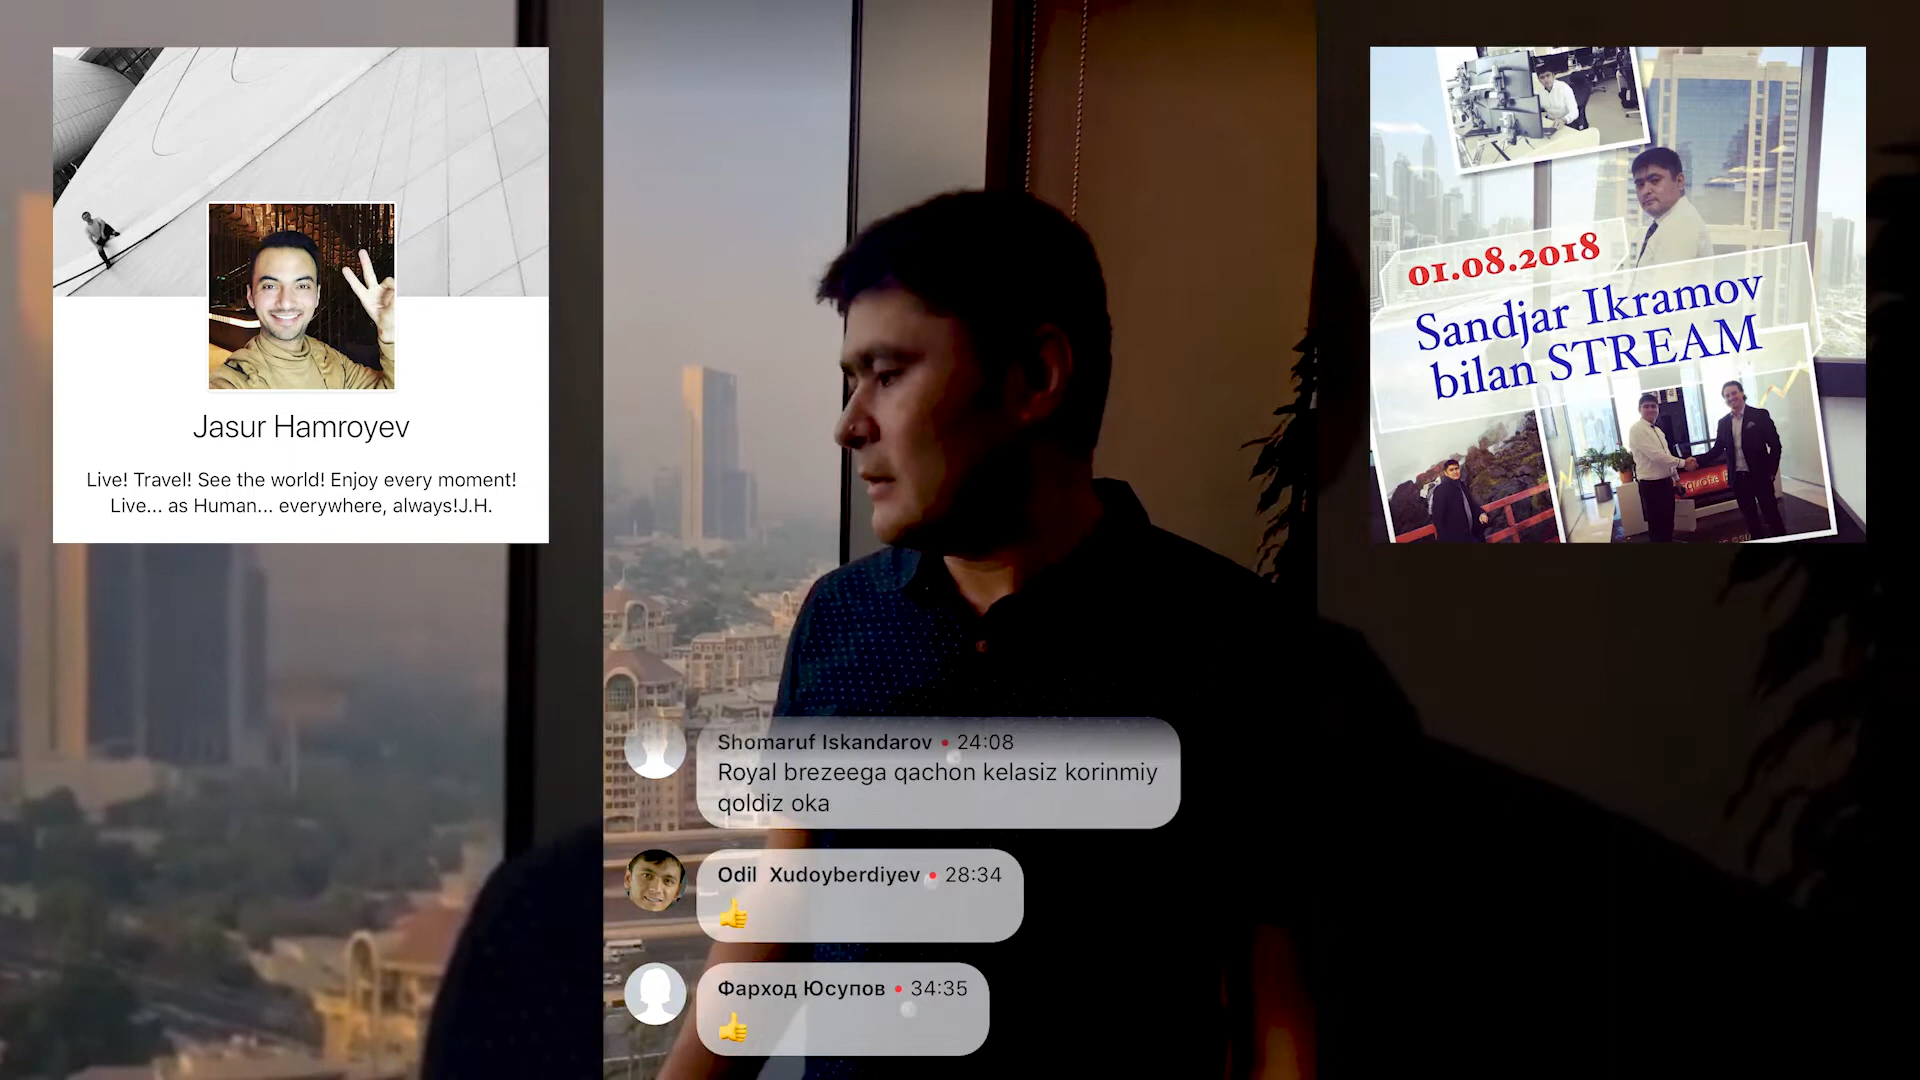 Jasur Hamroyev
Live! Travel! See the world! Enjoy every moment!
Live... as Human... everywhere, always!J.H.
01.08.2018
Sandjar Ikramov
bilan STREAM
Shomaruf Iskandarov • 24:08
Royal brezeega qachon kelasiz korinmiy
qoldiz oka
Odil Xudoyberdiyev • 28:34
👍
Фарход Юсупов • 34:35
👍